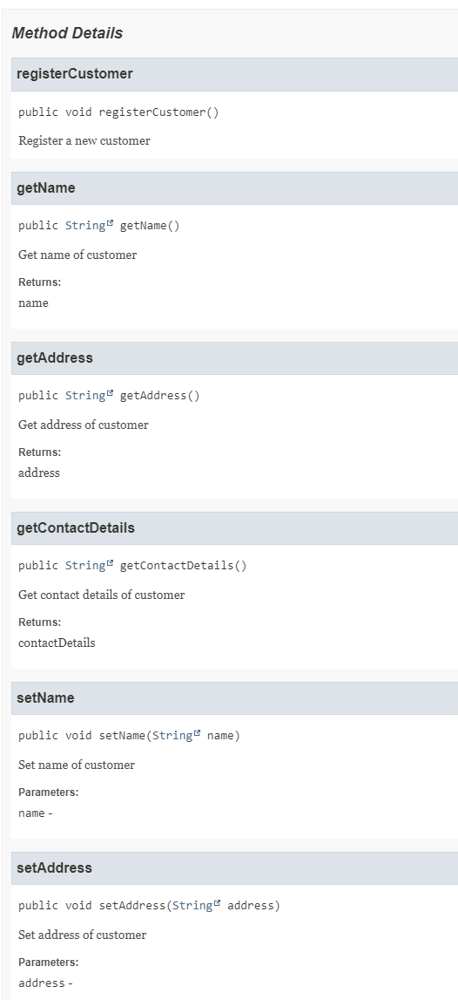 Method Details
registerCustomer
public void registerCustomer()
Register a new customer
getName
public String getName()
Get name of customer
Returns:
name
getAddress
public String getAddress()
Get address of customer
Returns:
address
getContactDetails
public String getContactDetails()
Get contact details of customer
Returns:
contactDetails
setName
public void setName(String name)
Set name of customer
Parameters:
name -
setAddress
public void setAddress(String address)
Set address of customer
Parameters:
address -